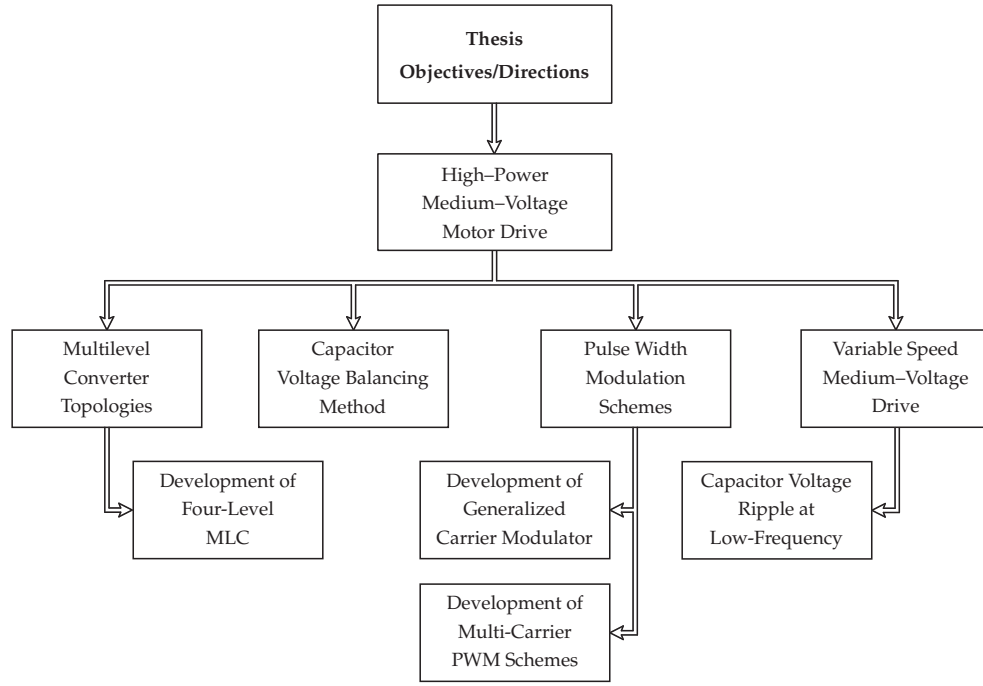 Thesis
Objectives/Directions
High–Power
Medium–Voltage
Motor Drive
Multilevel
Converter
Topologies
Capacitor
Voltage Balancing
Method
Pulse Width
Modulation
Schemes
Variable Speed
Medium–Voltage
Drive
Development of
Four-Level
MLC
Development of
Generalized
Carrier Modulator
Capacitor Voltage
Ripple at
Low-Frequency
Development of
Multi-Carrier
PWM Schemes